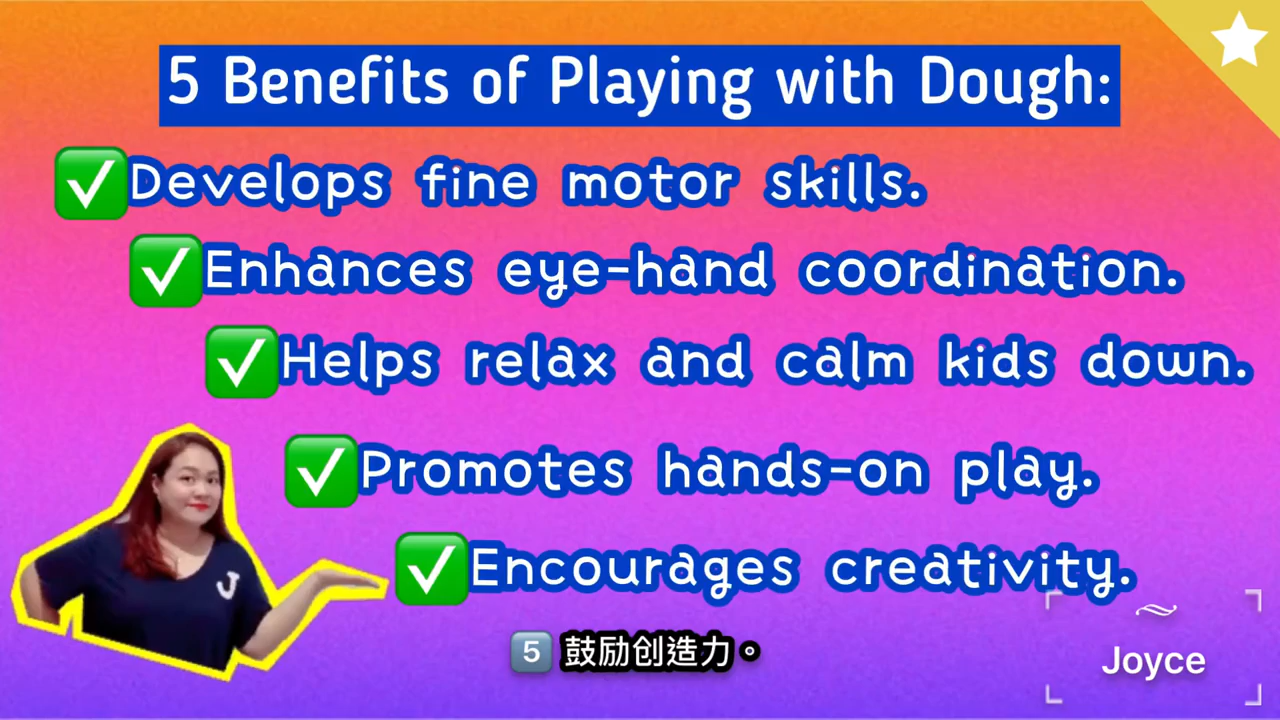 5 Benefits of Playing with Dough:
✅Develops fine motor skills.
✅Enhances eye-hand coordination.
✅Helps relax and calm kids down.
✅Promotes hands-on play.
✅Encourages creativity.
J
5️⃣ 鼓励创造力。
~
Joyce